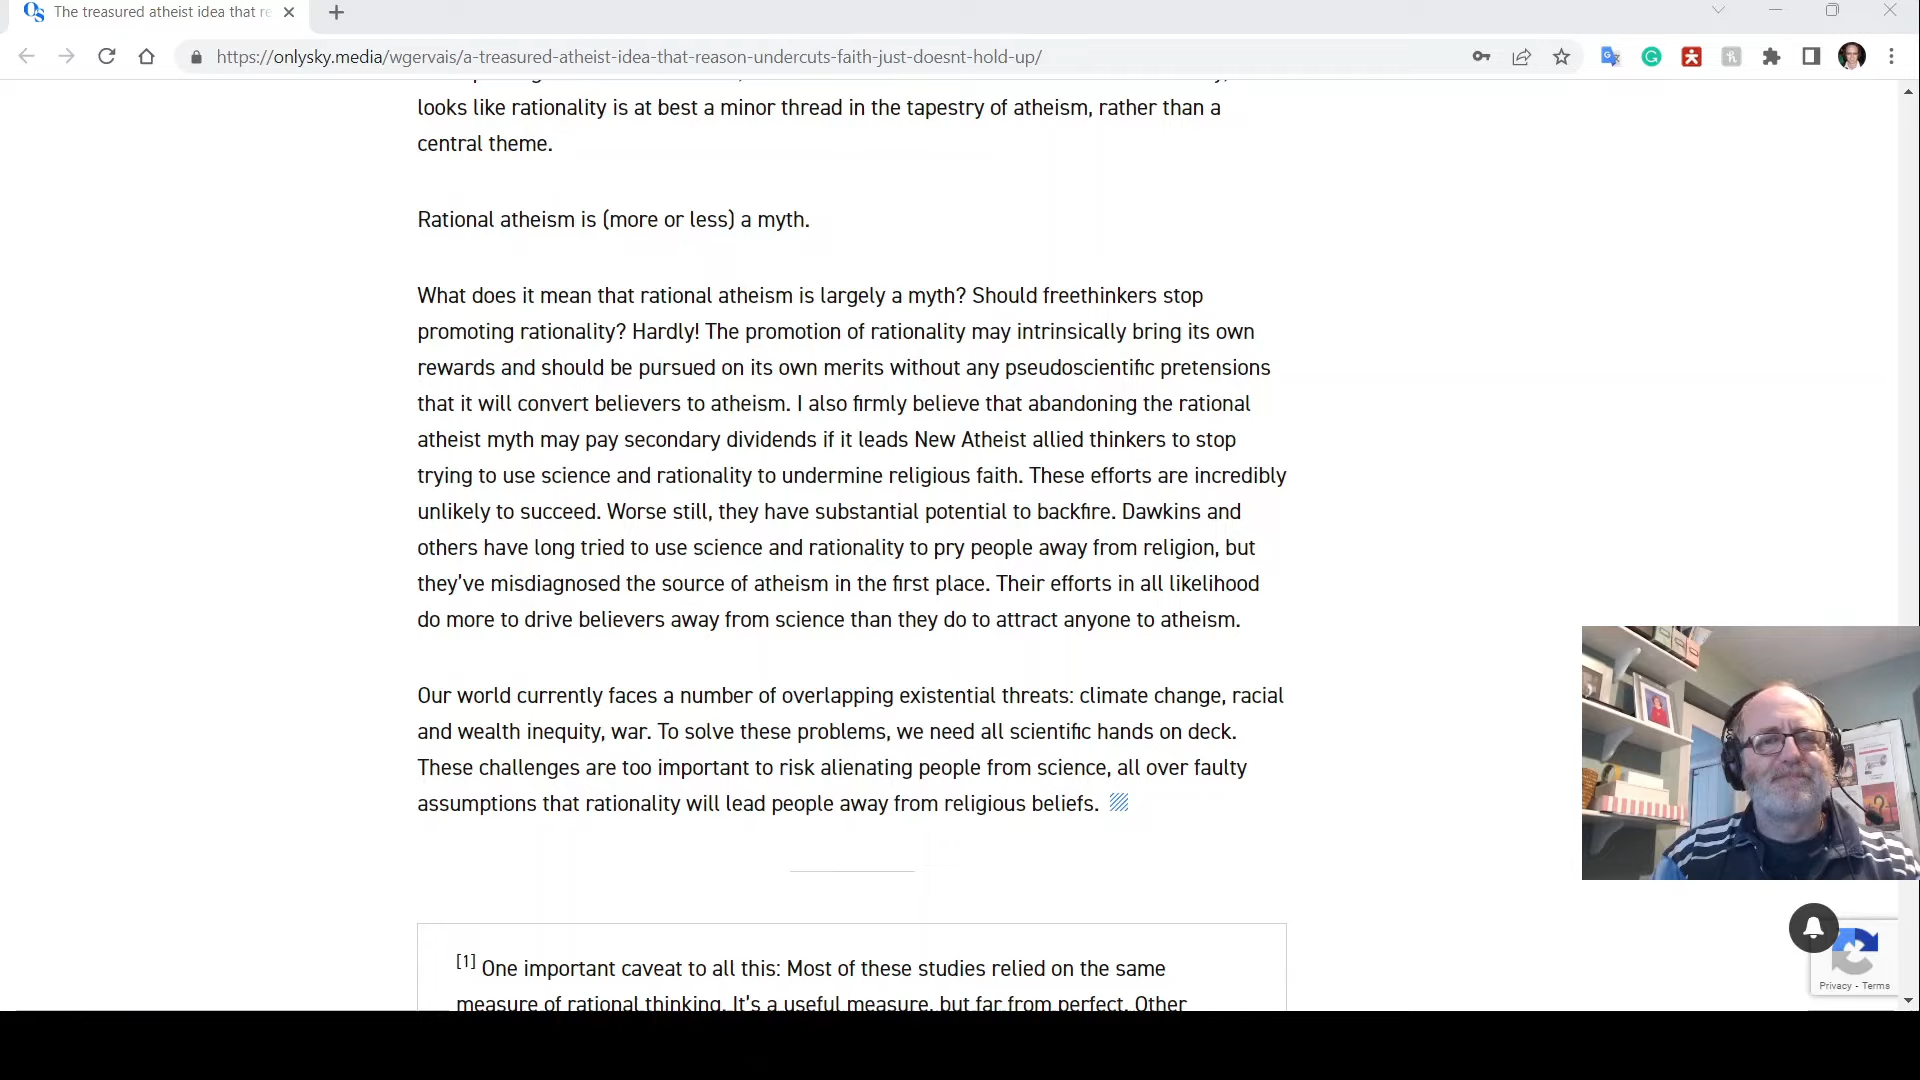 The treasured atheist idea that re
https://onlysky.media/wgervais/a-treasured-atheist-idea-that-reason-undercuts-faith-just-doesnt-hold-up/
looks like rationality is at best a minor thread in the tapestry of atheism, rather than a
central theme.
Rational atheism is (more or less) a myth.
What does it mean that rational atheism is largely a myth? Should freethinkers stop
promoting rationality? Hardly! The promotion of rationality may intrinsically bring its own
rewards and should be pursued on its own merits without any pseudoscientific pretensions
that it will convert believers to atheism. I also firmly believe that abandoning the rational
atheist myth may pay secondary dividends if it leads New Atheist allied thinkers to stop
trying to use science and rationality to undermine religious faith. These efforts are incredibly
unlikely to succeed. Worse still, they have substantial potential to backfire. Dawkins and
others have long tried to use science and rationality to pry people away from religion, but
they've misdiagnosed the source of atheism in the first place. Their efforts in all likelihood
do more to drive believers away from science than they do to attract anyone to atheism.
Our world currently faces a number of overlapping existential threats: climate change, racial
and wealth inequity, war. To solve these problems, we need all scientific hands on deck.
These challenges are too important to risk alienating people from science, all over faulty
assumptions that rationality will lead people away from religious beliefs.
[1] One important caveat to all this: Most of these studies relied on the same
measure of rational thinking. It's a useful measure, but far from perfect. Other
Privacy - Terms